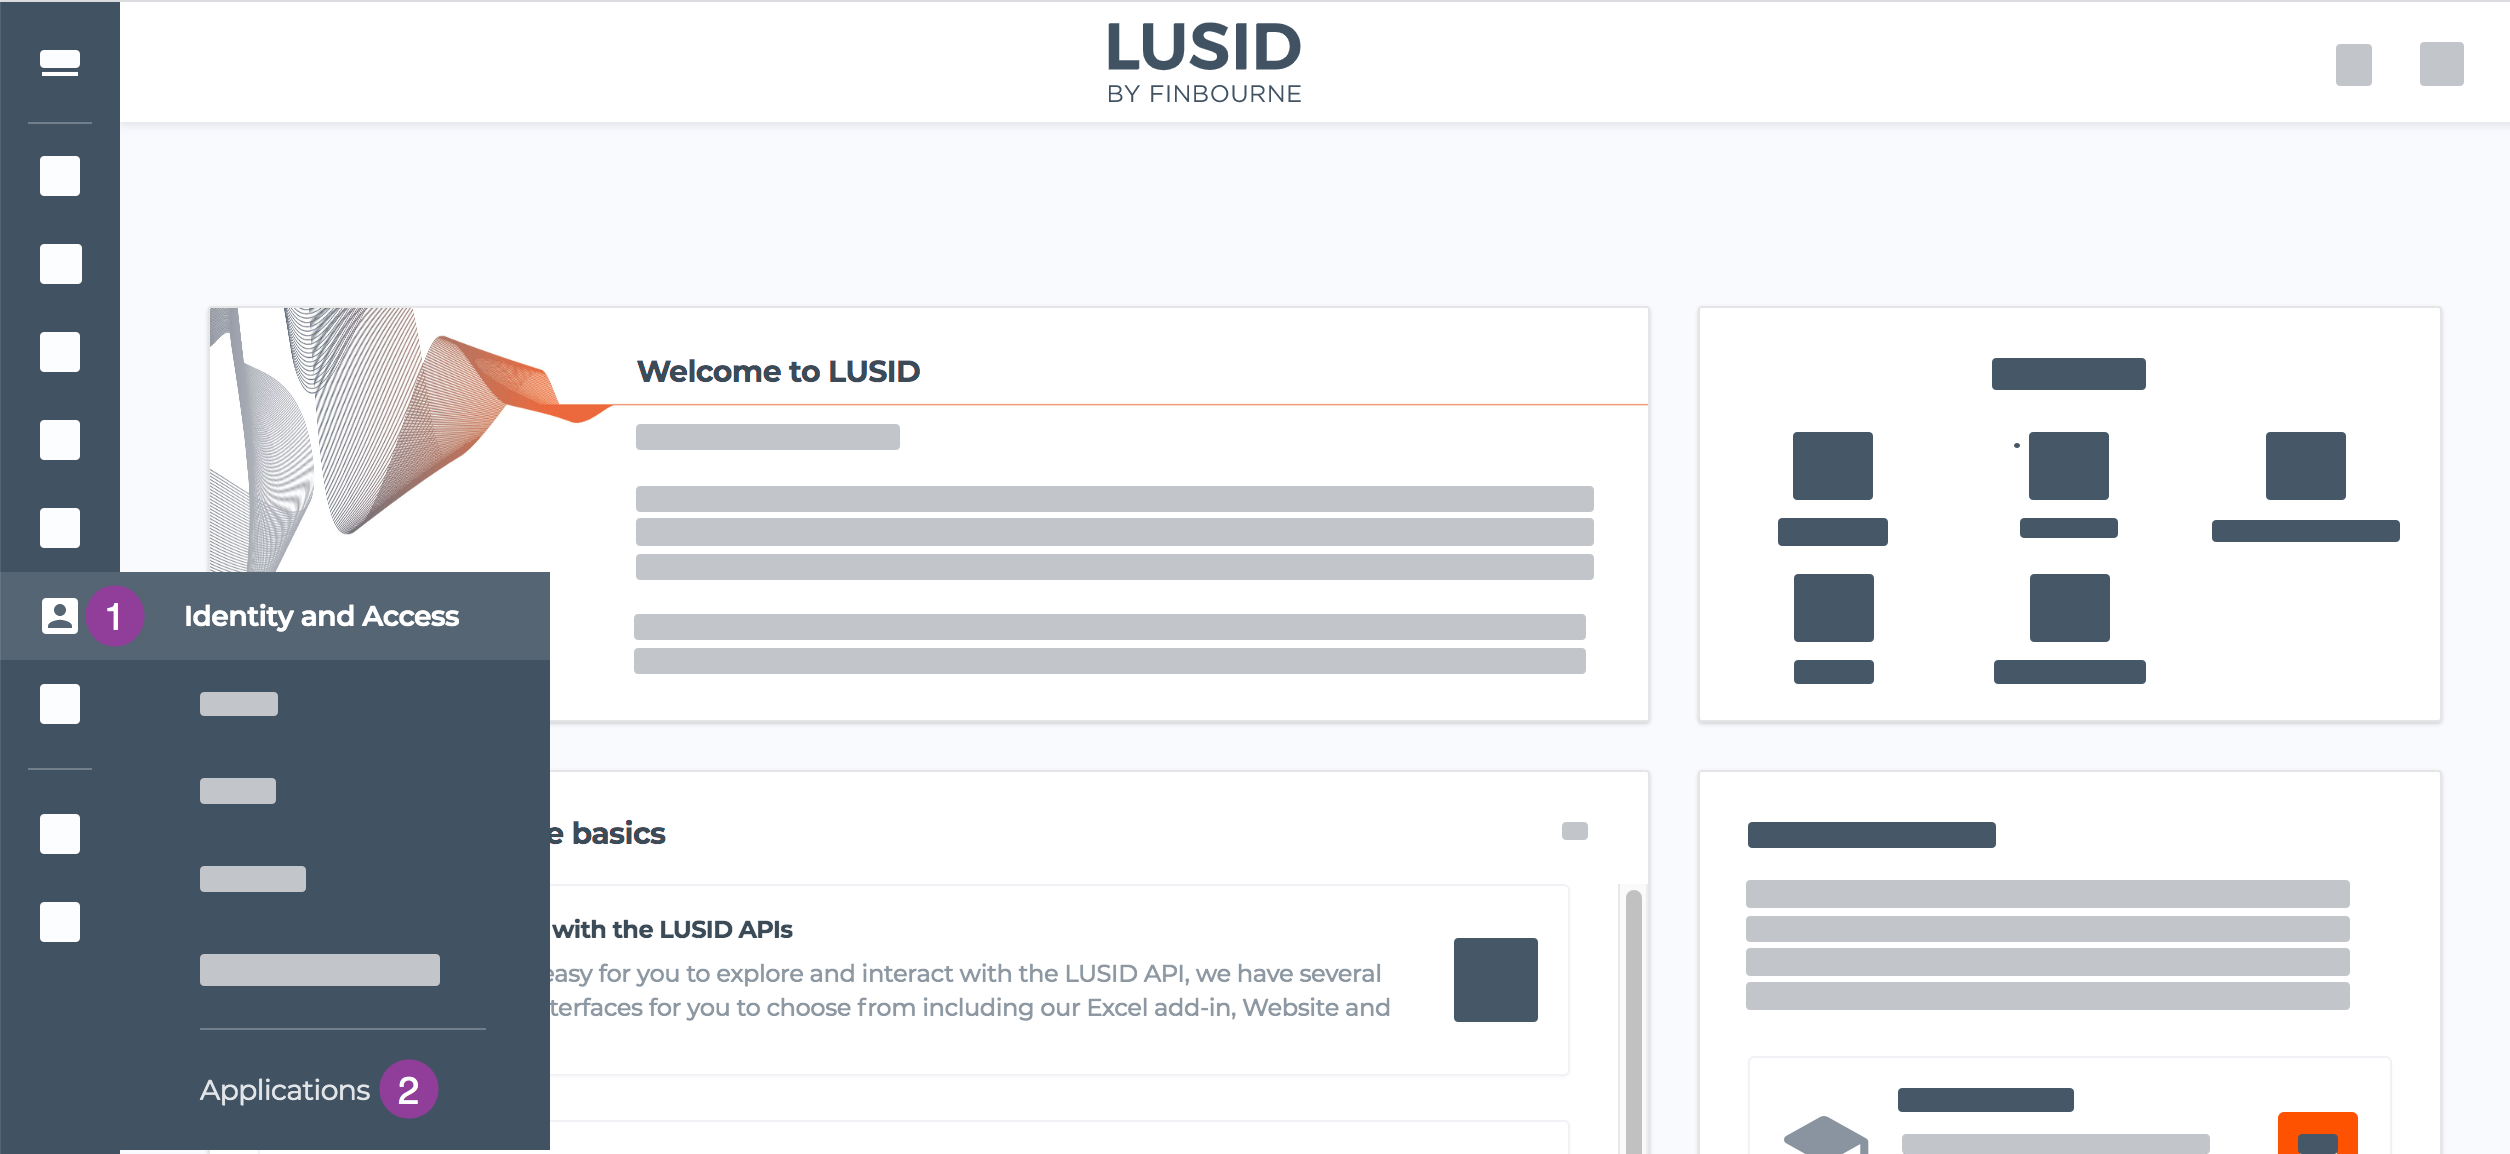 LUSID
BY FINBOURNE
Welcome to LUSID
1
Identity and Access
e basics
with the LUSID APIs
easy for you to explore and interact with the LUSID API, we have several
terfaces for you to choose from including our Excel add-in, Website and
Applications
2